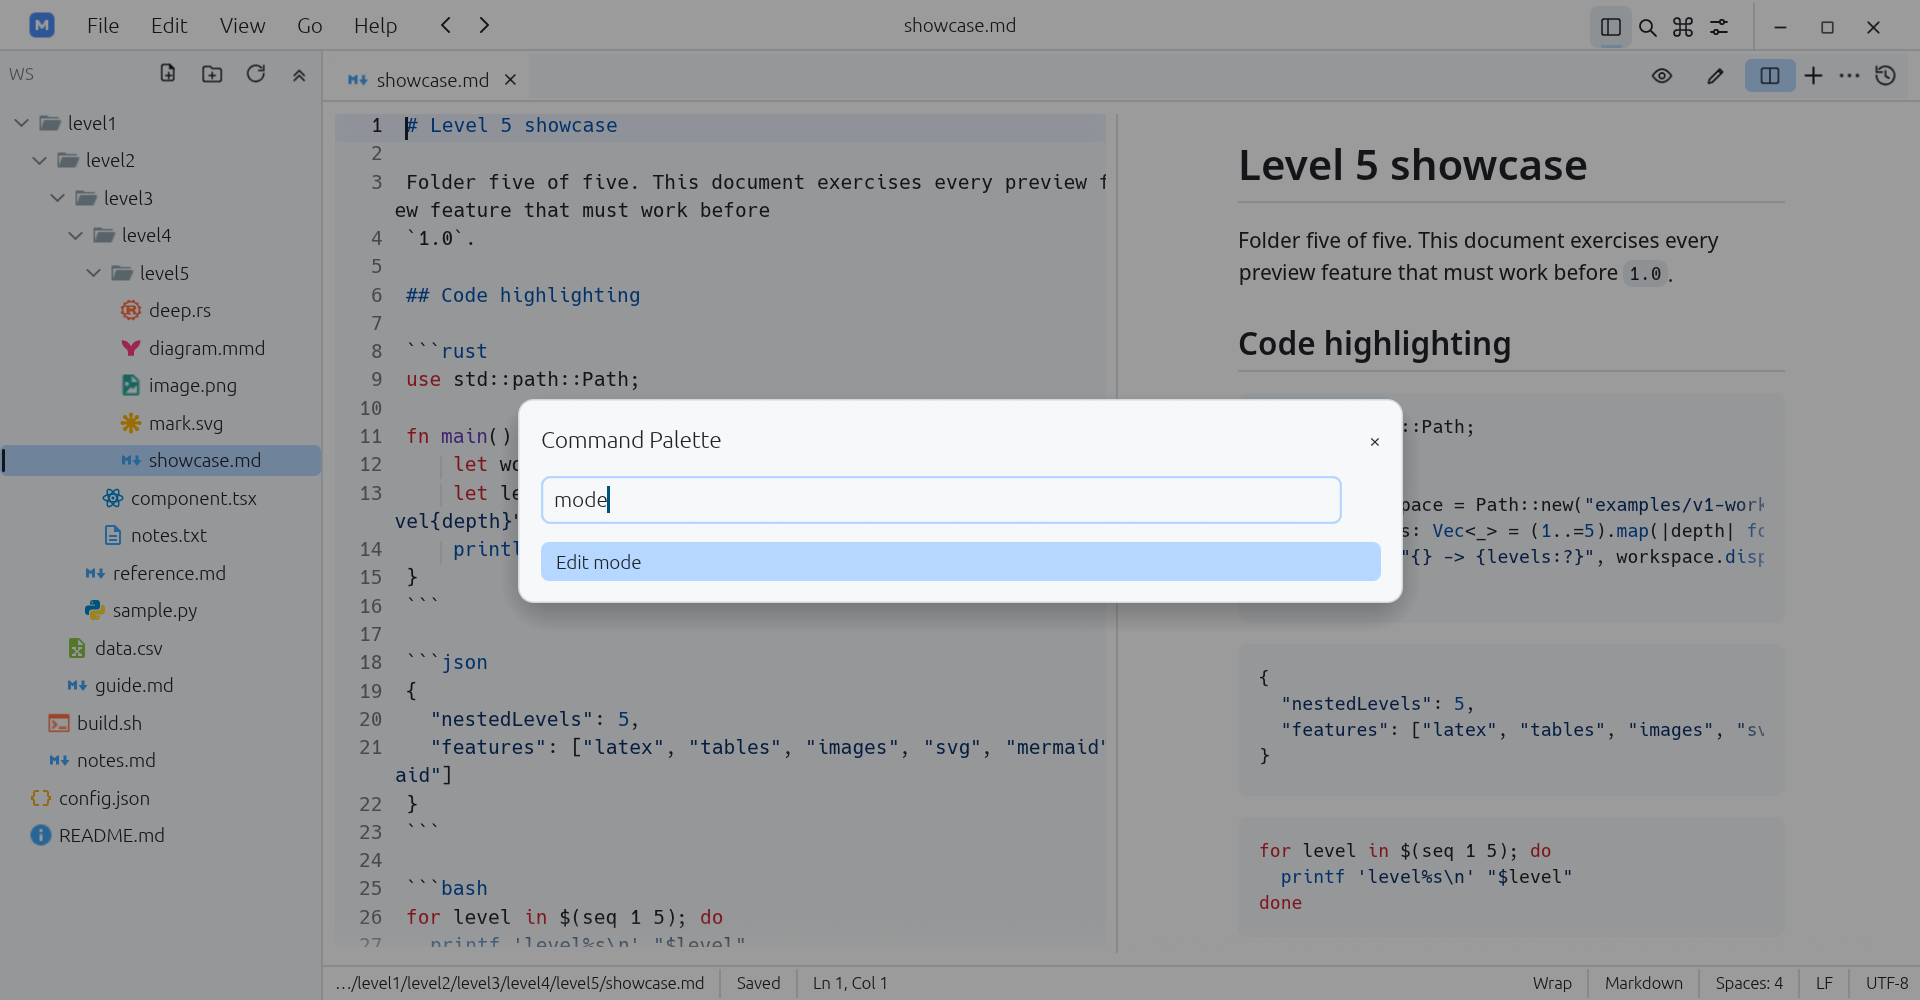 File Edit View Go Help
showcase.md
WS
level1
level2
level3
level4
level5
deep.rs
diagram.mmd
image.png
mark.svg
showcase.md
component.tsx
notes.txt
reference.md
sample.py
data.csv
guide.md
build.sh
notes.md
config.json
README.md
showcase.md
1 # Level 5 showcase
2
3 Folder five of five. This document exercises every preview f
ew feature that must work before
4 `1.0`.
5
6 ## Code highlighting
7
8 ```rust
9 use std::path::Path;
10
11 fn main()
12 let wo
13 let le
vel{depth}"
14 printl
15 }
16 ```
17
18 ```json
19 {
20 "nestedLevels": 5,
21 "features": ["latex", "tables", "images", "svg", "mermaid"
aid"]
22 }
23 ```
24
25 ```bash
26 for level in $(seq 1 5); do
27 printf 'level%s\n' "$level"
Level 5 showcase
Folder five of five. This document exercises every
preview feature that must work before 1.0.
Code highlighting
::Path;
pace = Path::new("examples/v1-work
s: Vec<_> = (1..=5).map(|depth| fo
"{} -> {levels:?}", workspace.disp
{
"nestedLevels": 5,
"features": ["latex", "tables", "images", "sv
}
for level in $(seq 1 5); do
printf 'level%s\n' "$level"
done
Command Palette
mode
Edit mode
…/level1/level2/level3/level4/level5/showcase.md Saved Ln 1, Col 1
Wrap Markdown Spaces: 4 LF UTF-8